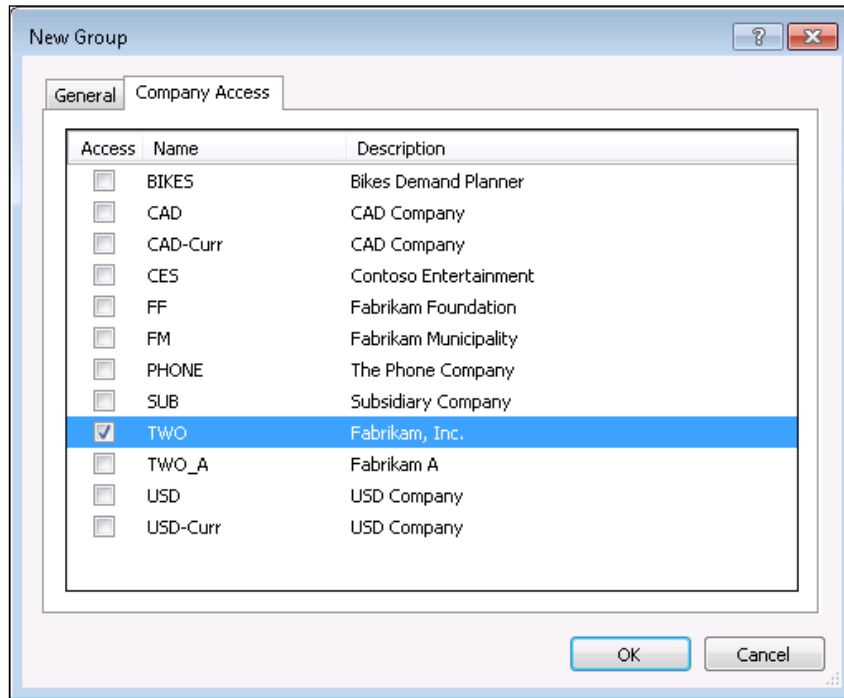 New Group
General Company Access
Access Name Description
BIKES Bikes Demand Planner
CAD CAD Company
CAD-Curr CAD Company
CES Contoso Entertainment
FF Fabrikam Foundation
FM Fabrikam Municipality
PHONE The Phone Company
SUB Subsidiary Company
TWO Fabrikam, Inc.
TWO_A Fabrikam A
USD USD Company
USD-Curr USD Company
OK Cancel